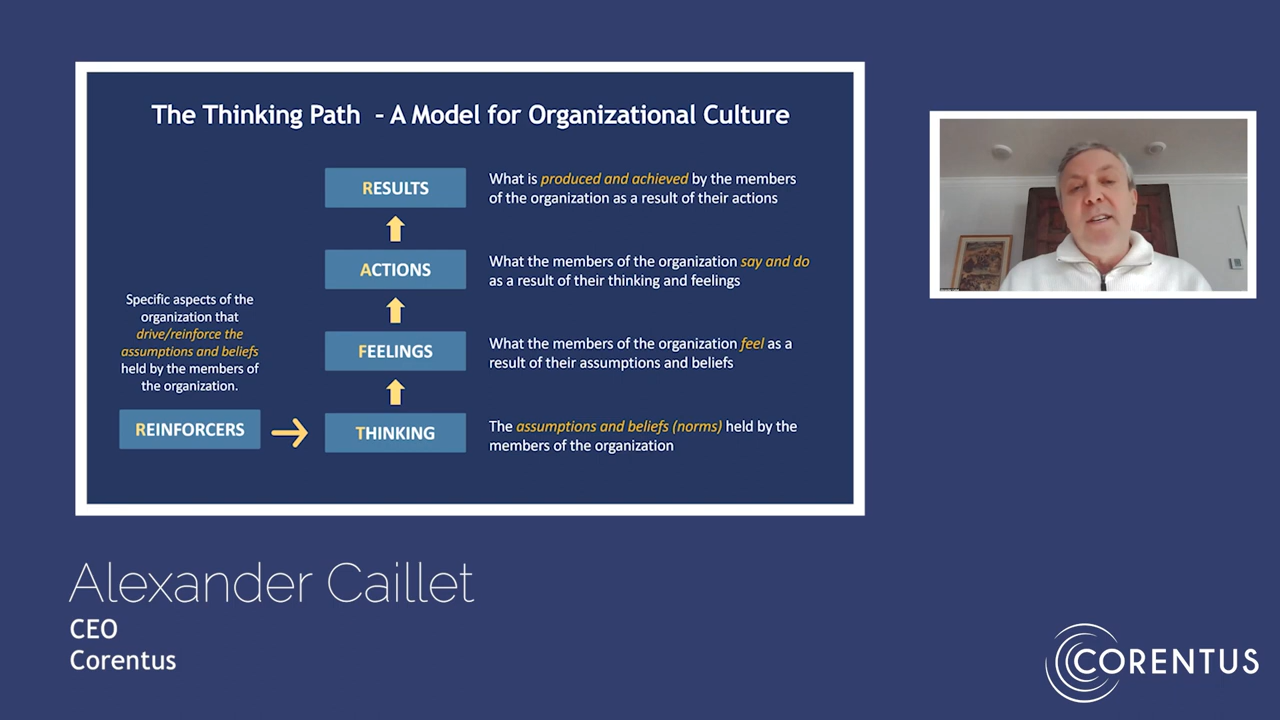 The Thinking Path - A Model for Organizational Culture
RESULTS
What is produced and achieved by the members
of the organization as a result of their actions
ACTIONS
What the members of the organization say and do
as a result of their thinking and feelings
FEELINGS
What the members of the organization feel as a
result of their assumptions and beliefs
THINKING
The assumptions and beliefs (norms) held by the
members of the organization
Specific aspects of the
organization that
drive/reinforce the
assumptions and beliefs
held by the members of
the organization.
REINFORCERS
Alexander Caillet
CEO
Corentus
CORENTUS